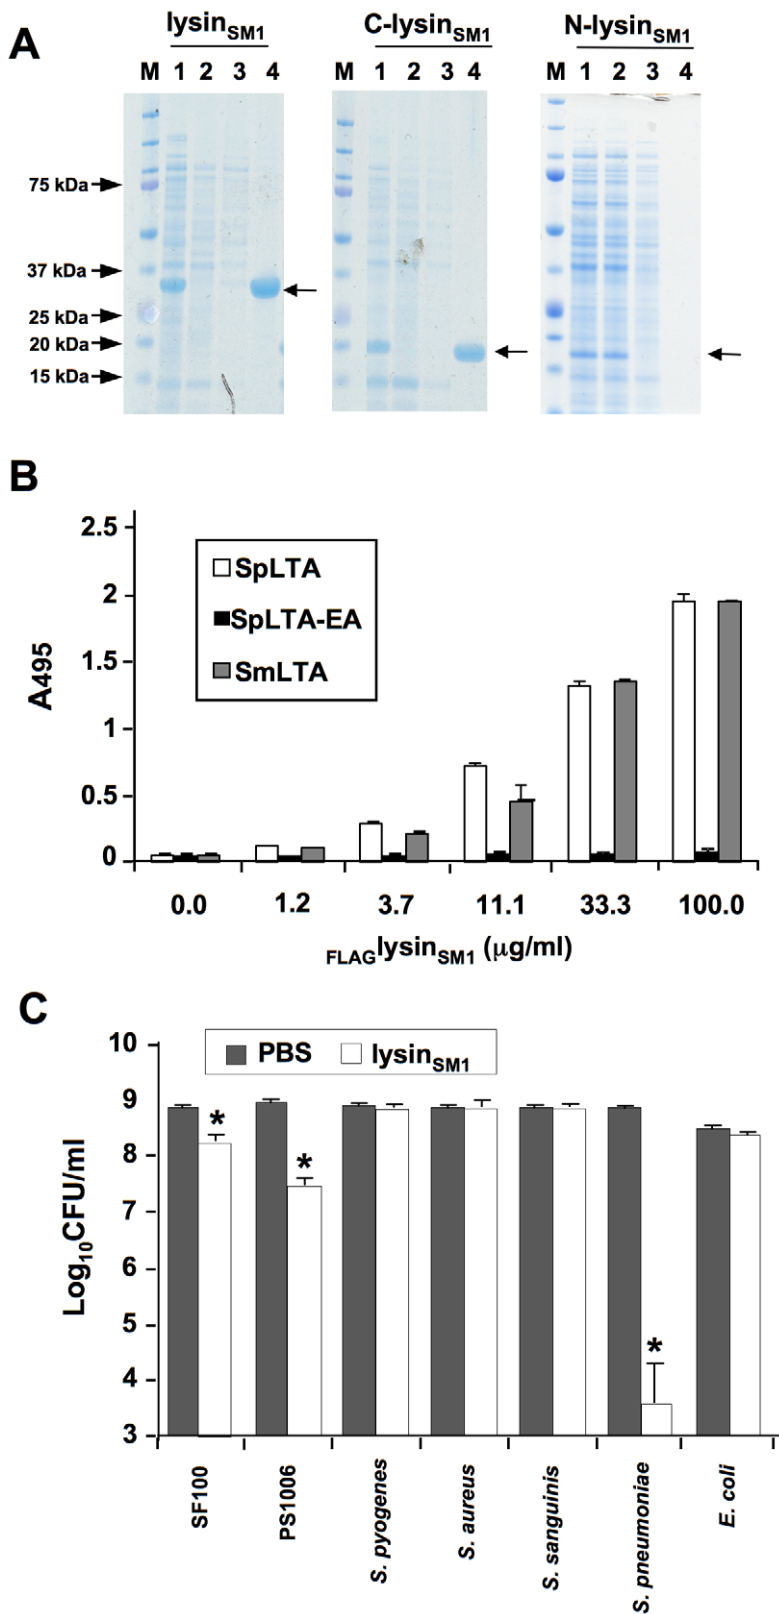 A
lysinSM1 C-lysinSM1 N-lysinSM1
M 1 2 3 4 M 1 2 3 4 M 1 2 3 4
75 kDa
37 kDa
25 kDa
20 kDa
15 kDa
B
2.5
2
1.5
1
0.5
0
A495
SpLTA
SpLTA-EA
SmLTA
0.0 1.2 3.7 11.1 33.3 100.0
FLAGlysinSM1 (μg/ml)
C
10
9
8
7
6
5
4
3
Log10CFU/ml
PBS lysinSM1
* * *
SF100
PS1006
S. pyogenes
S. aureus
S. sanguinis
S. pneumoniae
E. coli